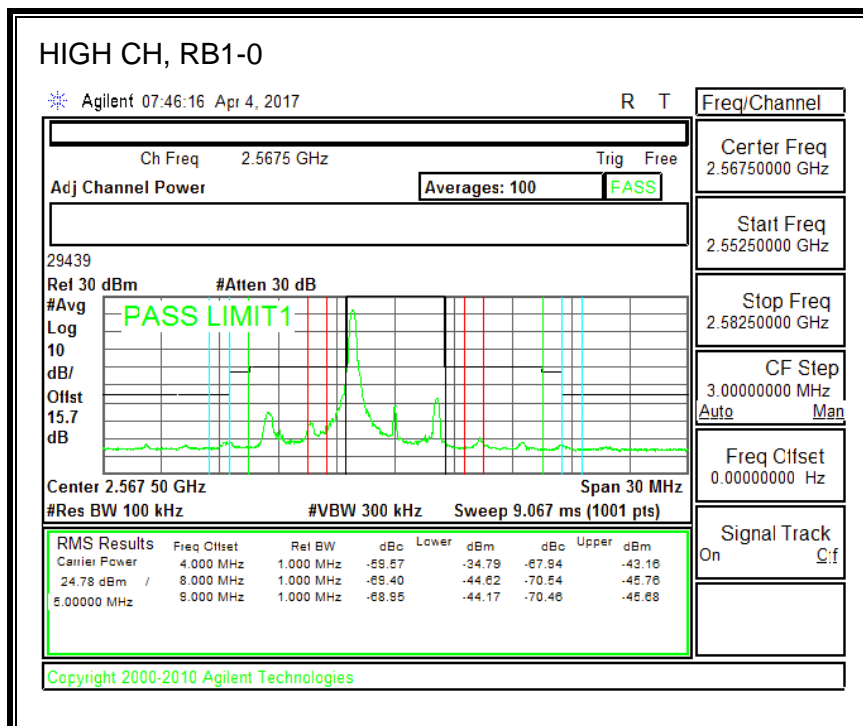 HIGH CH, RB1-0
Agilent 07:46:16 Apr 4, 2017 R T
Freq/Channel
Ch Freq 2.5675 GHz Trig Free
Adj Channel Power Averages: 100 PASS
Center Freq
2.56750000 GHz
Start Freq
2.55250000 GHz
Stop Freq
2.58250000 GHz
CF Step
3.00000000 MHz
Auto Man
Freq Offset
0.00000000 Hz
Signal Track
On Off
29439
Ref 30 dBm #Atten 30 dB
#Avg
Log
10
dB/
Offst
15.7
dB
PASS LIMIT1
Center 2.567 50 GHz Span 30 MHz
#Res BW 100 kHz #VBW 300 kHz Sweep 9.067 ms (1001 pts)
RMS Results Freq Offset Ref BW dBc Lower dBm dBc Upper dBm
Carrier Power 4.000 MHz 1.000 MHz -59.57 -34.79 -67.94 -43.16
24.78 dBm / 8.000 MHz 1.000 MHz -69.40 -44.62 -70.54 -45.76
5.00000 MHz 9.000 MHz 1.000 MHz -68.95 -44.17 -70.46 -45.68
Copyright 2000-2010 Agilent Technologies